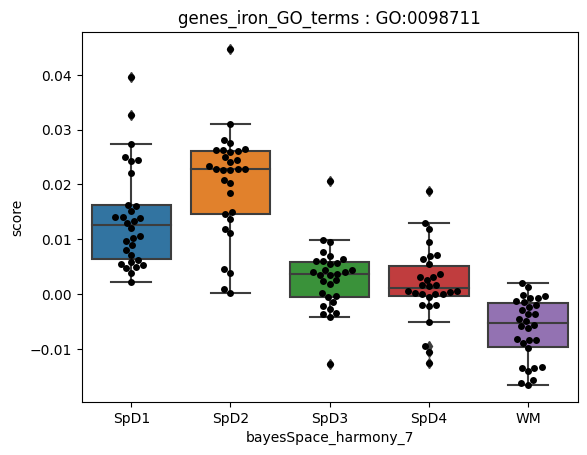 genes_iron_GO_terms : GO:0098711
0.04
0.03
0.02
0.01
0.00
−0.01
score
SpD1 SpD2 SpD3 SpD4 WM
bayesSpace_harmony_7